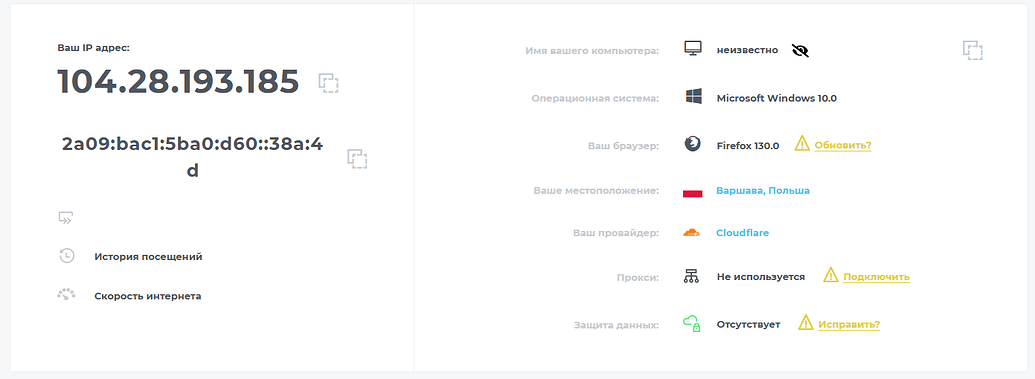 Ваш IP адрес:
104.28.193.185
2a09:bac1:5ba0:d60::38a:4
d
История посещений
Скорость интернета
Имя вашего компьютера: неизвестно
Операционная система: Microsoft Windows 10.0
Ваш браузер: Firefox 130.0 Обновить?
Ваше местоположение: Варшава, Польша
Ваш провайдер: Cloudflare
Прокси: Не используется Подключить
Защита данных: Отсутствует Исправить?